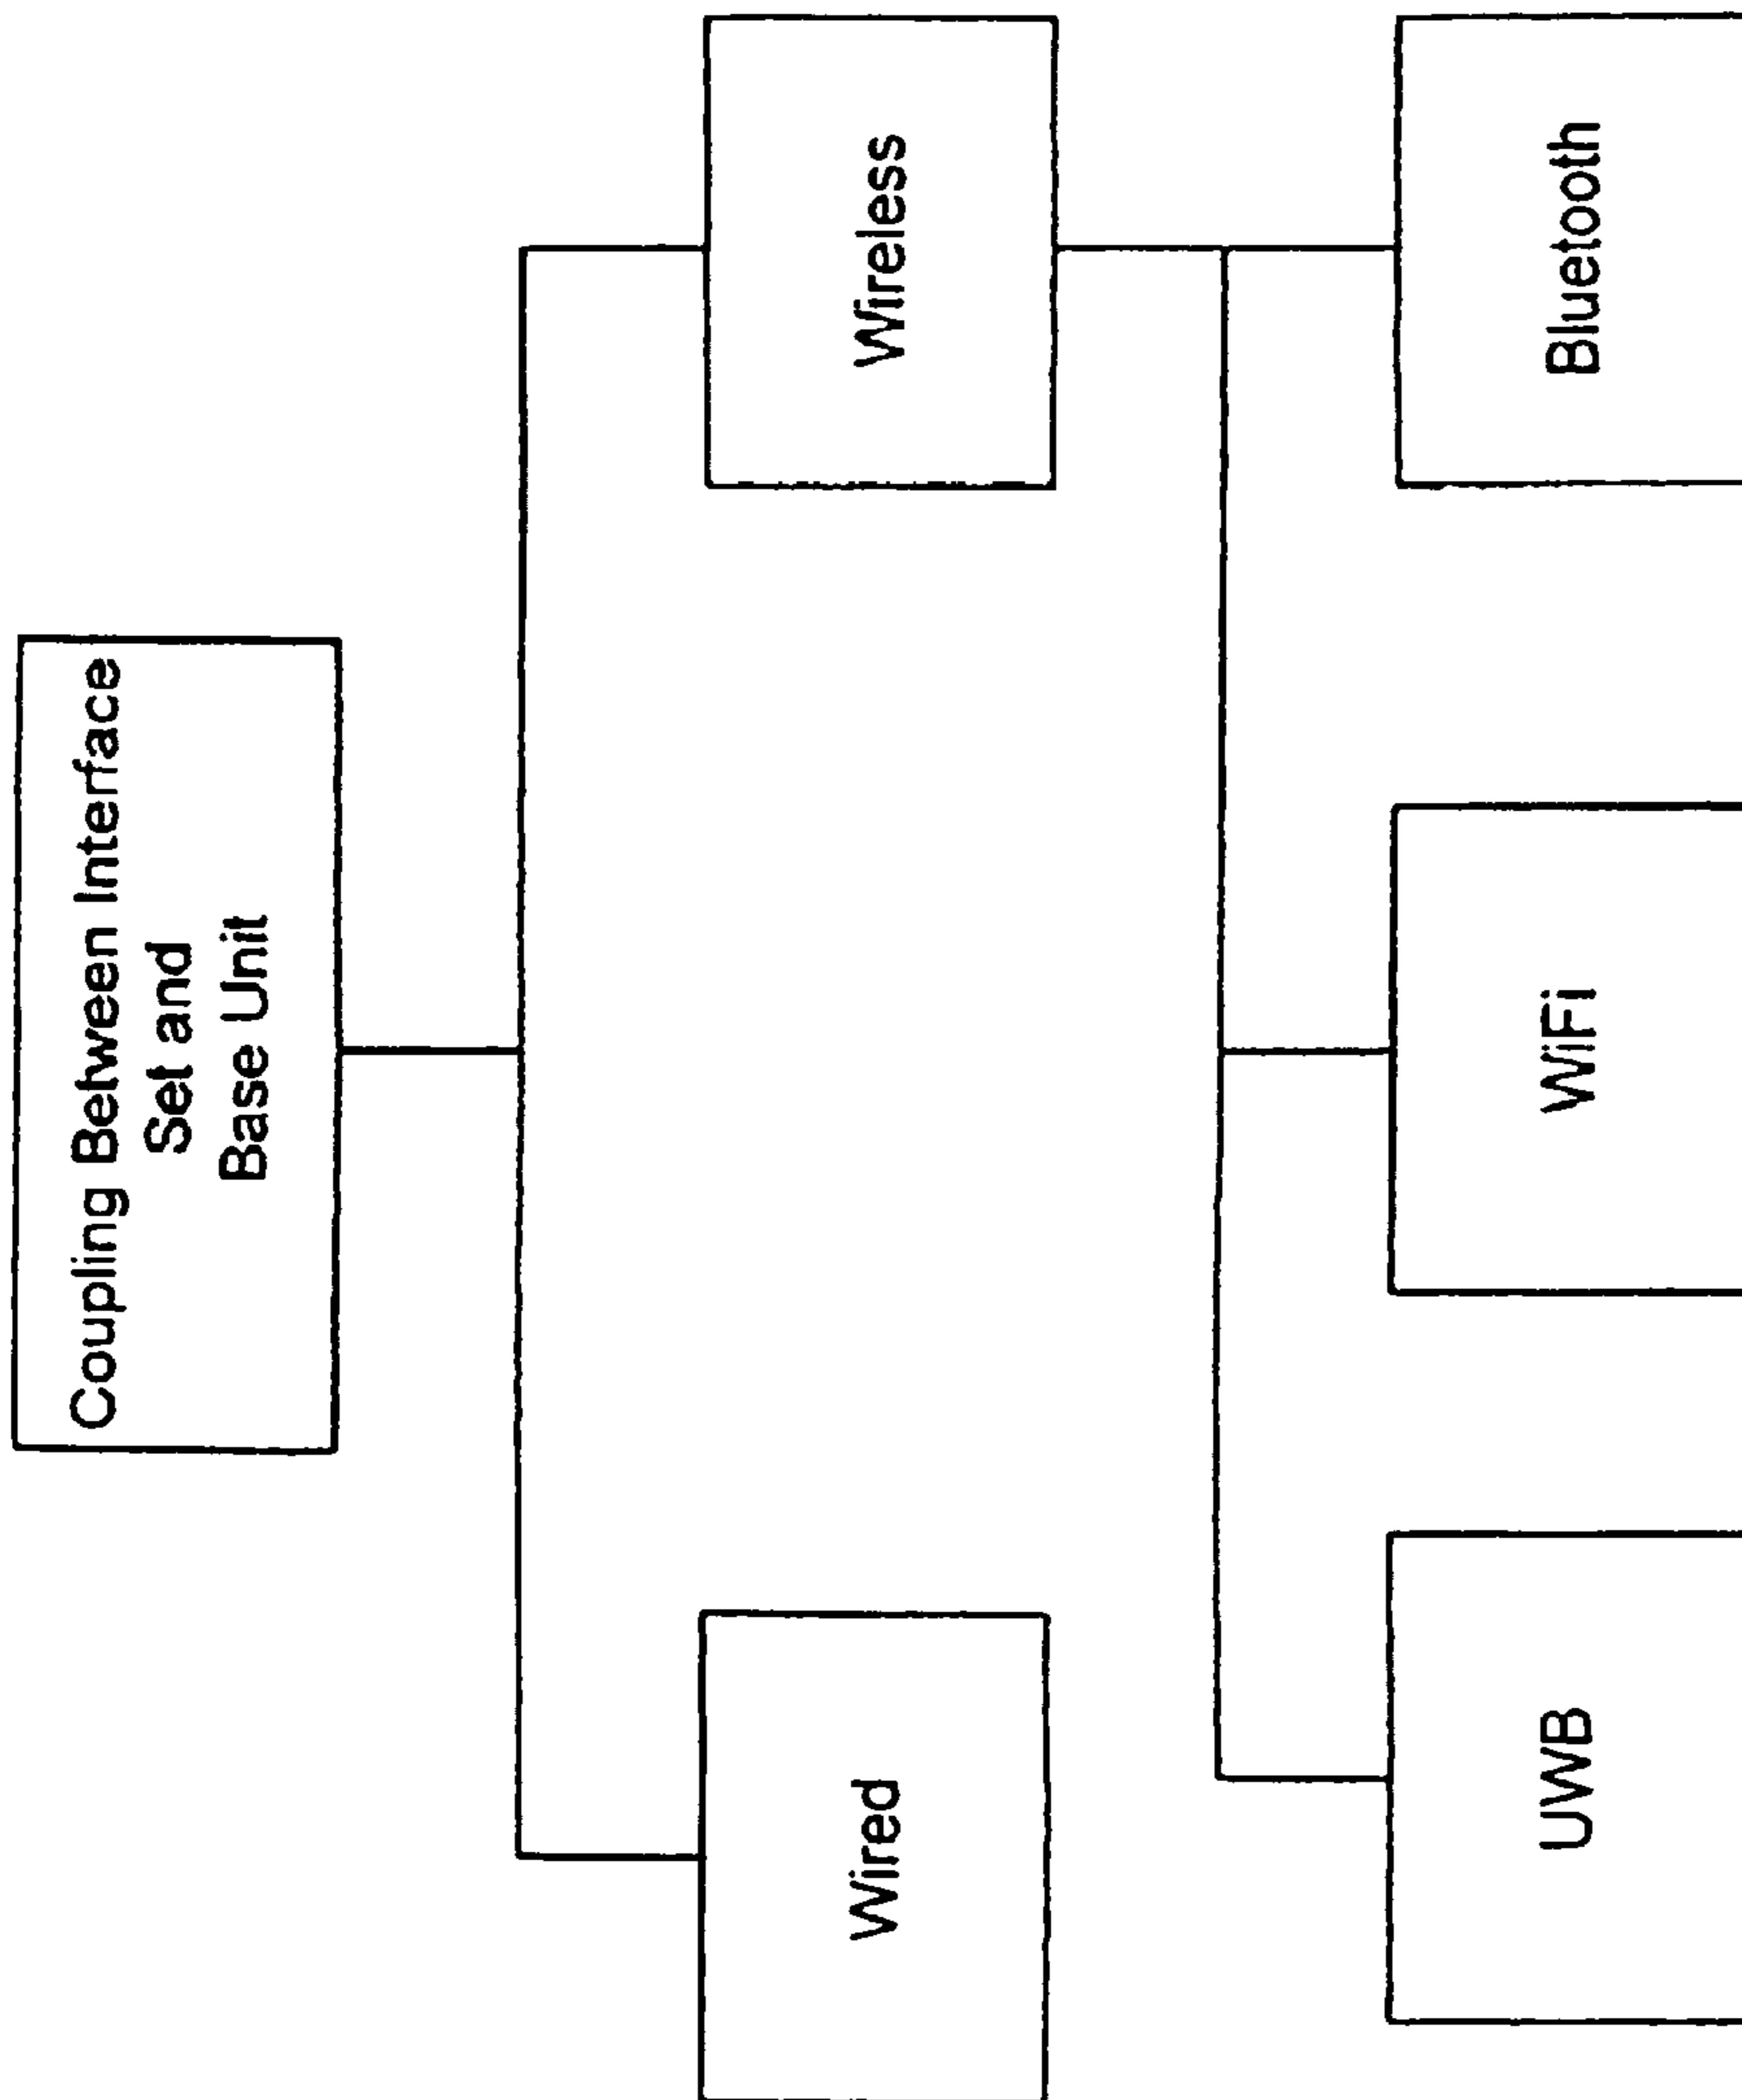 Coupling Between Interface
Set and
Base Unit
Wired
Wireless
UWB
WiFi
Bluetooth